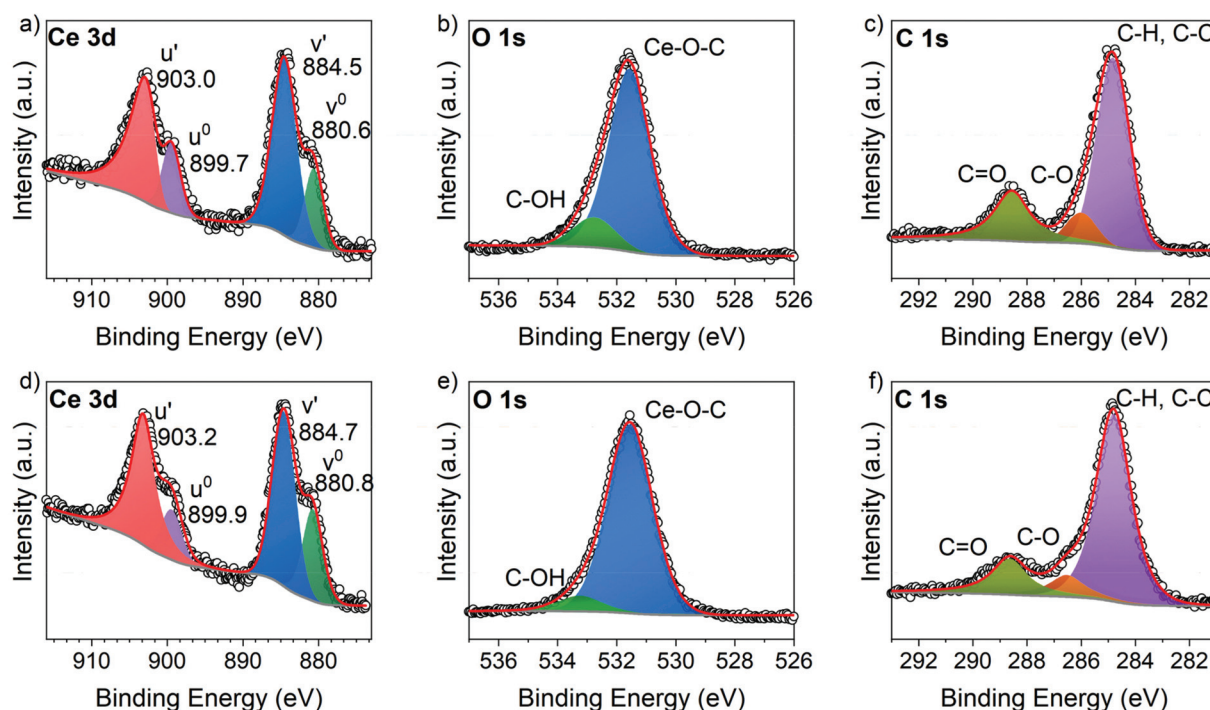 a)
Ce 3d
u'
903.0
u⁰
899.7
v'
884.5
v⁰
880.6
Intensity (a.u.)
910 900 890 880
Binding Energy (eV)
b)
O 1s
Ce-O-C
C-OH
Intensity (a.u.)
536 534 532 530 528 526
Binding Energy (eV)
c)
C 1s
C-H, C-C
C=O
C-O
Intensity (a.u.)
292 290 288 286 284 282
Binding Energy (eV)
d)
Ce 3d
u'
903.2
u⁰
899.9
v'
884.7
v⁰
880.8
Intensity (a.u.)
910 900 890 880
Binding Energy (eV)
e)
O 1s
Ce-O-C
C-OH
Intensity (a.u.)
536 534 532 530 528 526
Binding Energy (eV)
f)
C 1s
C-H, C-C
C=O
C-O
Intensity (a.u.)
292 290 288 286 284 282
Binding Energy (eV)